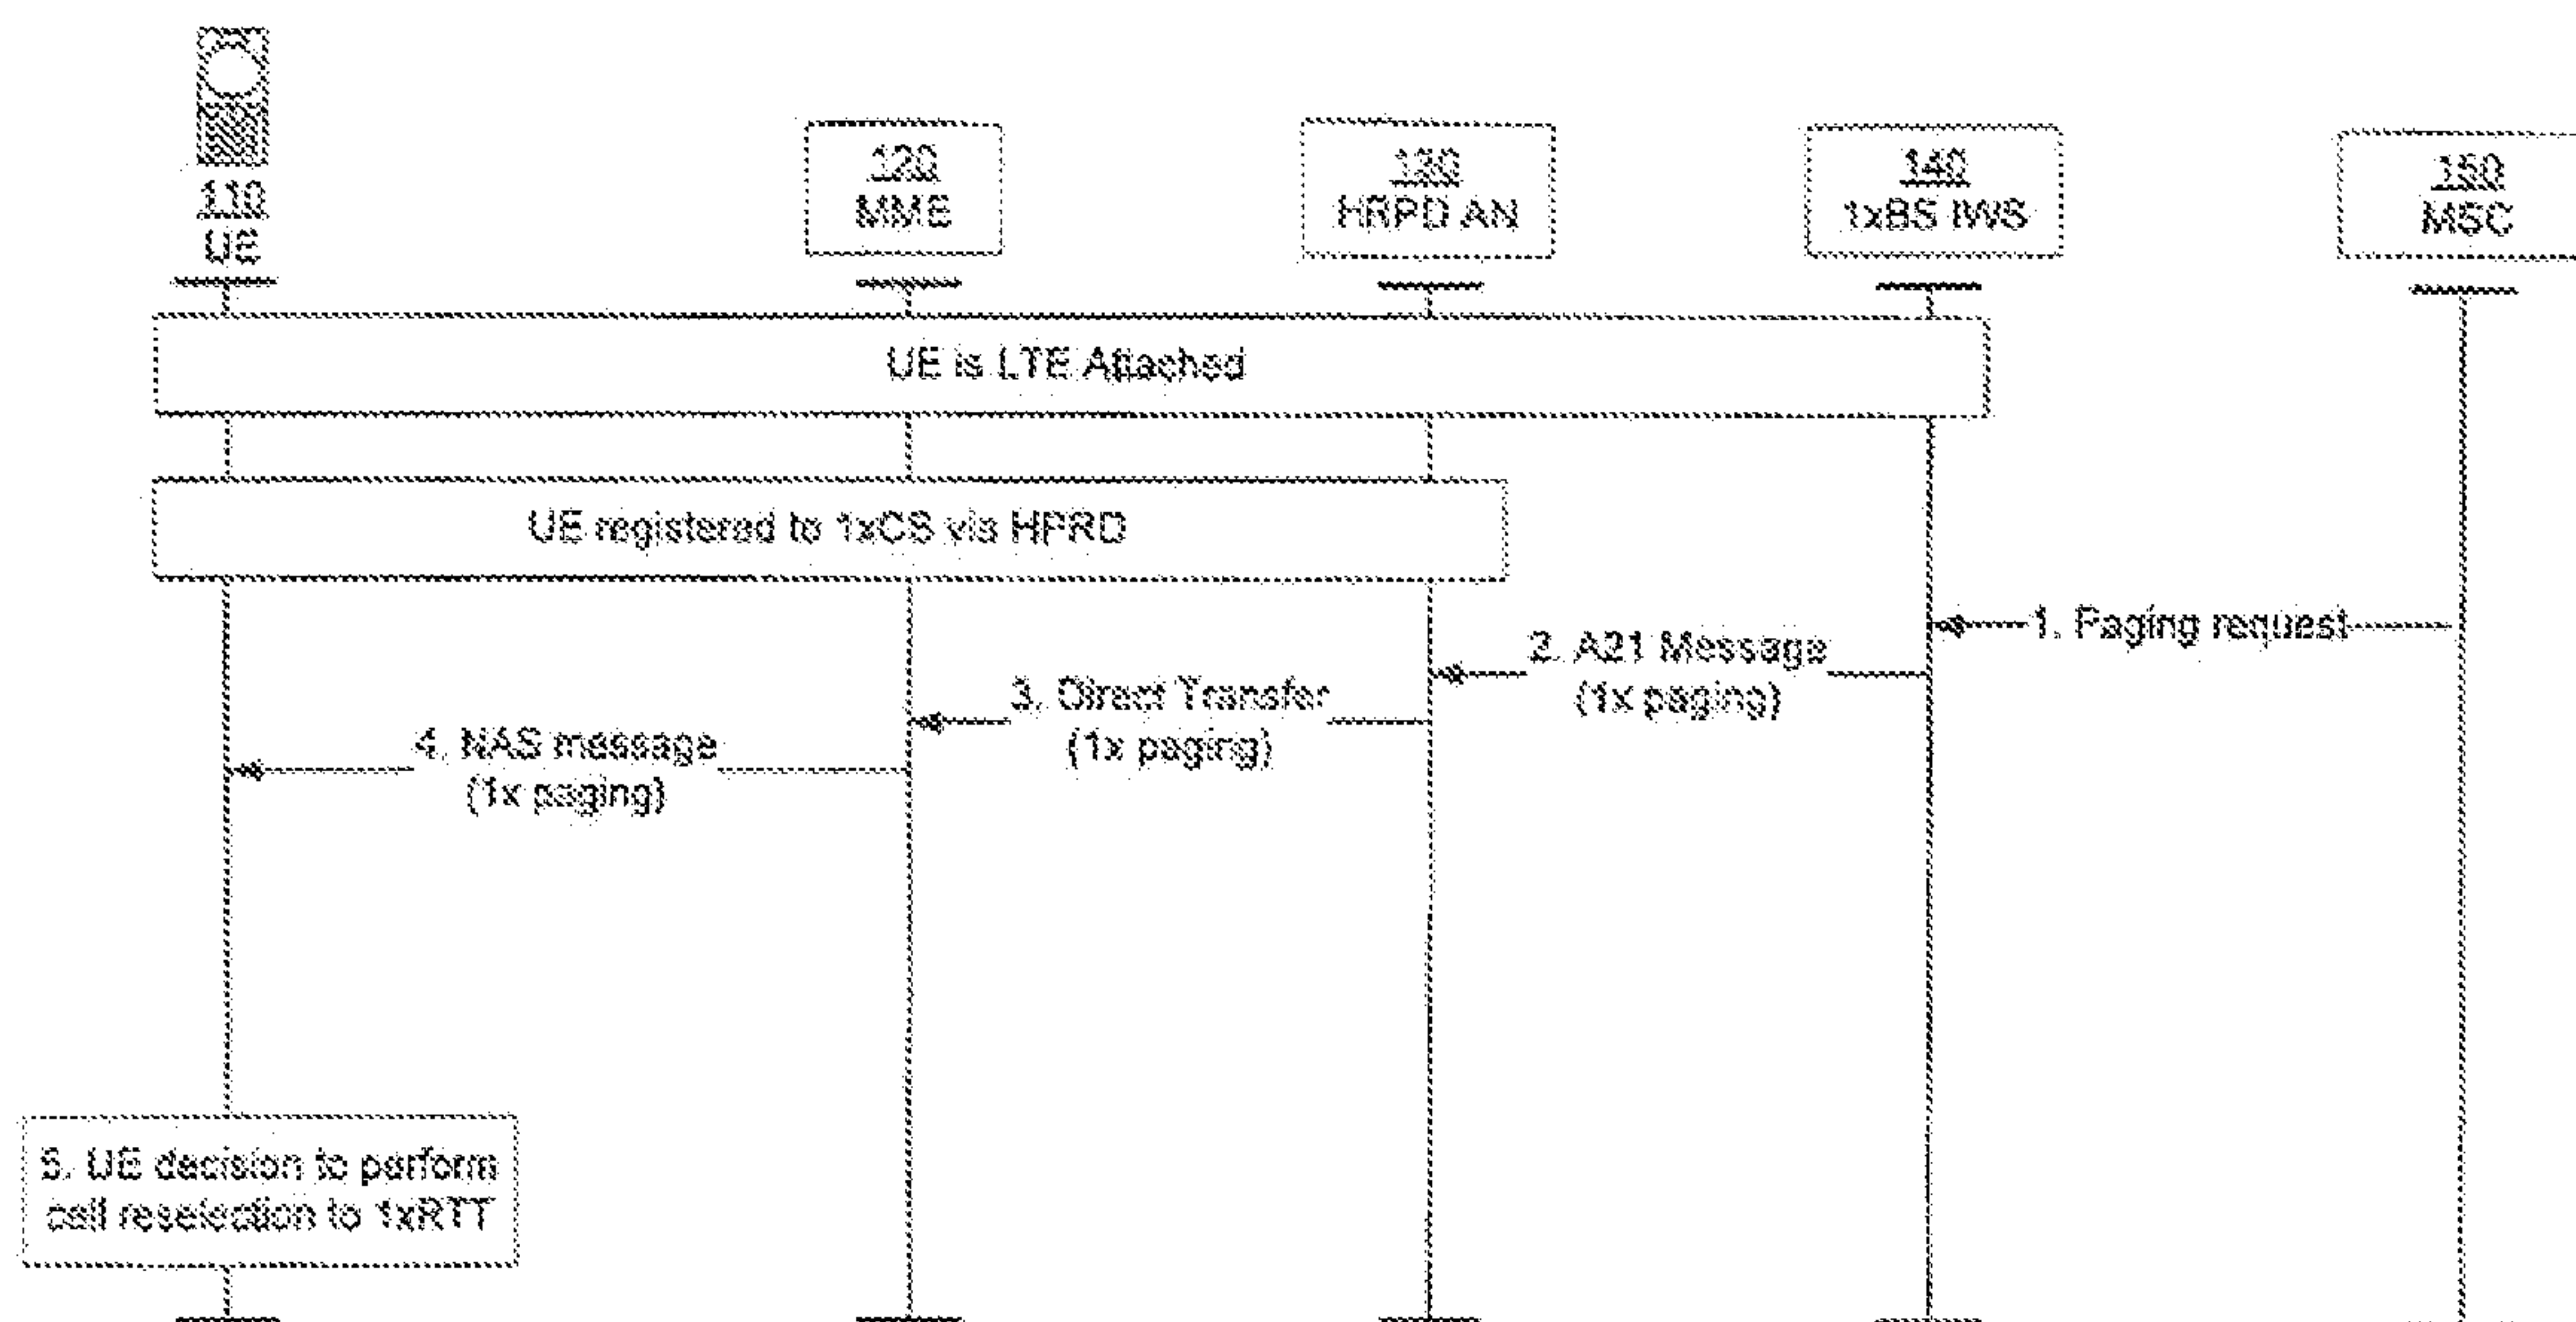 110
UE
120
MME
130
HRPD AN
140
1xBS IWS
150
MSC
UE is LTE Attached
UE registered to 1xCS via HPRD
1. Paging request
2. A21 Message
(1x paging)
3. Direct Transfer
(1x paging)
4. NAS message
(1x paging)
UE decision to perform
cell reselection to 1xRTT